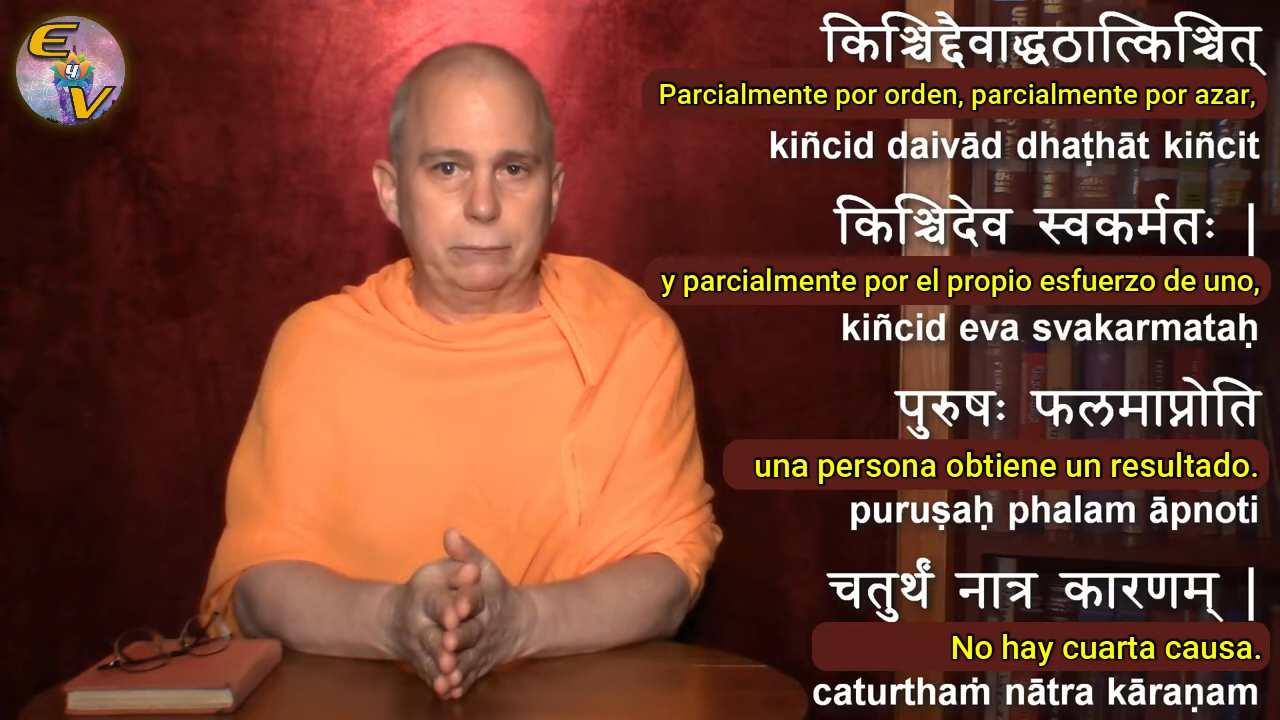 E
4
V
किञ्चिद्दैवाद्धठात्किञ्चित्
Parcialmente por orden, parcialmente por azar,
kiñcid daivād dhaṭhāt kiñcit
किञ्चिदेव स्वकर्मतः |
y parcialmente por el propio esfuerzo de uno,
kiñcid eva svakarmataḥ
पुरुषः फलमाप्नोति
una persona obtiene un resultado.
puruṣaḥ phalam āpnoti
चतुर्थं नात्र कारणम् |
No hay cuarta causa.
caturthaṁ nātra kāraṇam